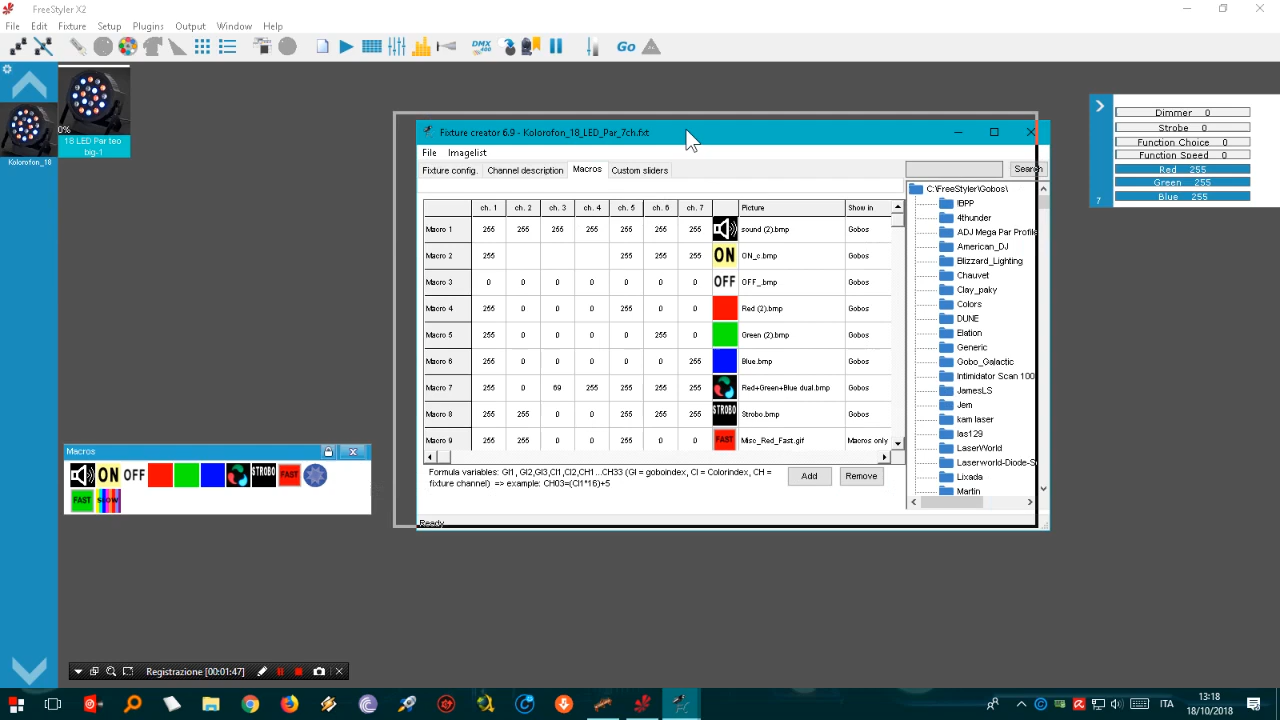 FreeStyler X2
File Edit Fixture Setup Plugins Output Window Help
DMX 400 Go
0%
18 LED Par teo big-1
Kolorofon_18
Fixture creator 6.9 - Kolorofon_18_LED_Par_7ch.fxt
File Imagelist
Fixture config. Channel description Macros Custom sliders Search
ch. 1 ch. 2 ch. 3 ch. 4 ch. 5 ch. 6 ch. 7 Picture Show in
Macro 1 255 255 255 255 255 255 255 sound (2).bmp Gobos
Macro 2 255 255 255 255 ON ON_c.bmp Gobos
Macro 3 0 0 0 0 0 0 0 OFF OFF_.bmp Gobos
Macro 4 255 0 0 0 255 0 0 Red (2).bmp Gobos
Macro 5 255 0 0 0 0 255 0 Green (2).bmp Gobos
Macro 6 255 0 0 0 0 0 255 Blue.bmp Gobos
Macro 7 255 0 69 255 255 255 255 Red+Green+Blue dual.bmp Gobos
Macro 8 255 255 0 0 255 255 255 STROBO Strobo.bmp Gobos
Macro 9 255 255 0 0 255 0 0 FAST Misc_Red_Fast.gif Macros only
Formula variables: GI1 , GI2,GI3,CI1,CI2,CH1...CH33 (GI = goboindex, CI = Colorindex, CH =
fixture channel) => example: CH03=(CI1*16)+5
Add Remove
Ready
C:\FreeStyler\Gobos\
!BPP
4thunder
ADJ Mega Par Profile
American_DJ
Blizzard_Lighting
Chauvet
Clay_paky
Colors
DUNE
Elation
Generic
Gobo_Galactic
Intimidator Scan 100
JamesLS
Jem
kam laser
las129
LaserWorld
Laserworld-Diode-S
Lixada
Martin
Dimmer 0
Strobe 0
Function Choice 0
Function Speed 0
Red 255
Green 255
Blue 255
7
Macros
ON OFF STROBO FAST
FAST SLOW
Registrazione [00:01:47]
ITA
13:18
18/10/2018